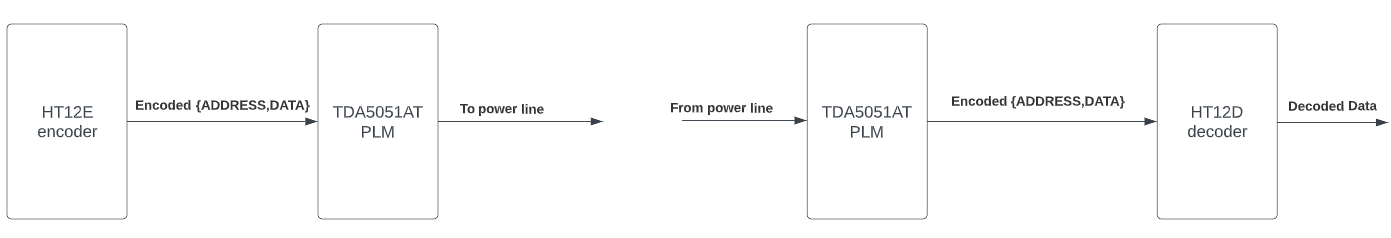 HT12E
encoder
Encoded {ADDRESS,DATA}
TDA5051AT
PLM
To power line
From power line
TDA5051AT
PLM
Encoded {ADDRESS,DATA}
HT12D
decoder
Decoded Data